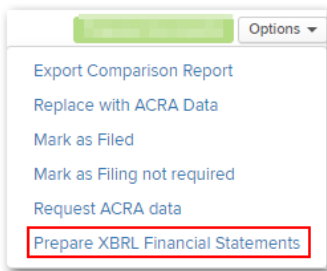 Options
Export Comparison Report
Replace with ACRA Data
Mark as Filed
Mark as Filing not required
Request ACRA data
Prepare XBRL Financial Statements